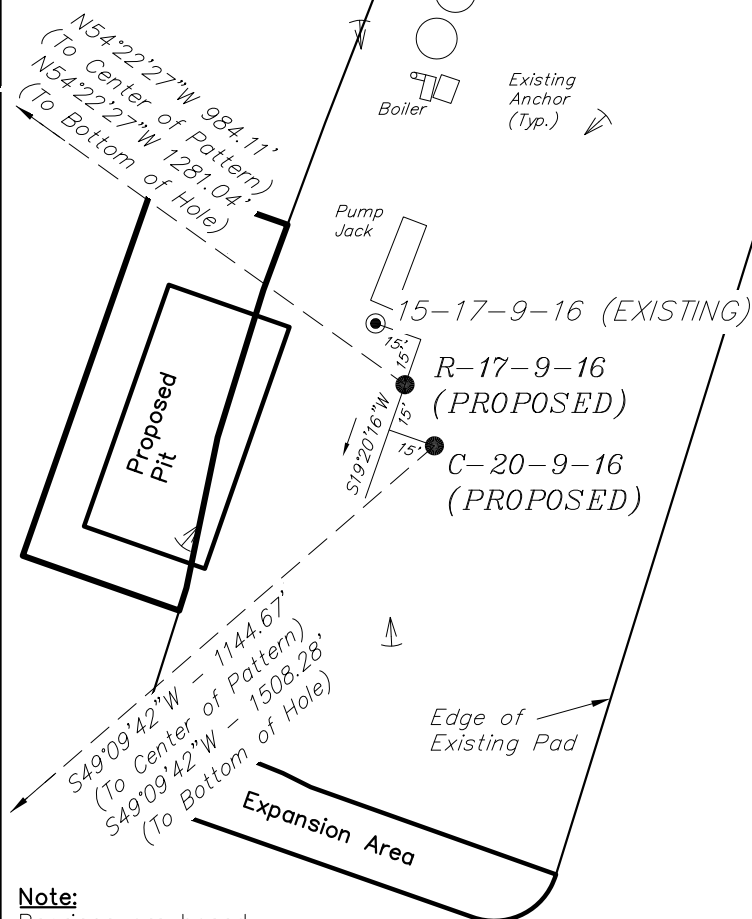 N54°22'27"W 984.11'
(To Center of Pattern)
N54°22'27"W 1281.04'
(To Bottom of Hole)
Boiler
Existing
Anchor
(Typ.)
Pump
Jack
15-17-9-16 (EXISTING)
15'
15'
R-17-9-16
(PROPOSED)
S19°20'16"W
15'
15'
C-20-9-16
(PROPOSED)
Proposed
Pit
S49°09'42"W - 1144.67'
(To Center of Pattern)
S49°09'42"W - 1508.28'
(To Bottom of Hole)
Edge of
Existing Pad
Expansion Area
Note: